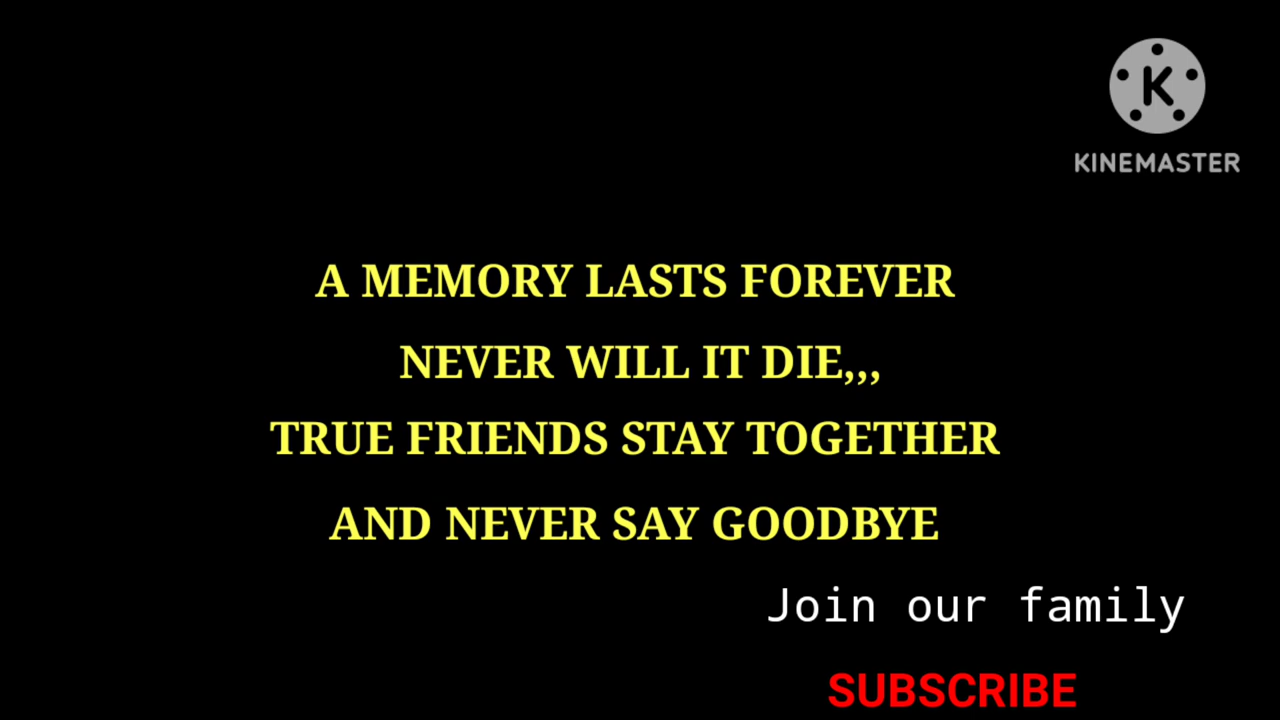 K
KINEMASTER
A MEMORY LASTS FOREVER
NEVER WILL IT DIE,,,
TRUE FRIENDS STAY TOGETHER
AND NEVER SAY GOODBYE
Join our family
SUBSCRIBE